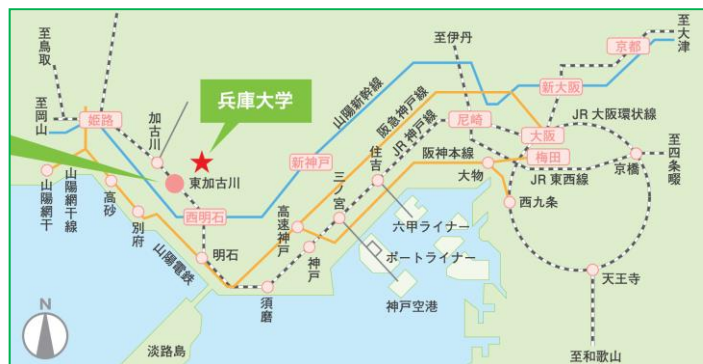 至鳥取
至岡山
姫路
加古川
兵庫大学
東加古川
山陽新幹線
至伊丹
阪急神戸線
JR神戸線
尼崎
新大阪
京都
至大津
JR 大阪環状線
大阪
梅田
至四条畷
京橋
JR 東西線
阪神本線
大物
西九条
天王寺
至和歌山
新神戸
住吉
三ノ宮
高速神戸
神戸
六甲ライナー
ポートライナー
神戸空港
西明石
明石
須磨
山陽電鉄
別府
高砂
山陽網干線
山陽網干
淡路島
N